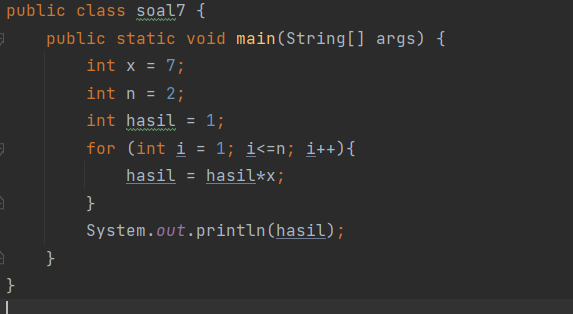 public class soal7 {
    public static void main(String[] args) {
        int x = 7;
        int n = 2;
        int hasil = 1;
        for (int i = 1; i<=n; i++){
            hasil = hasil*x;
        }
        System.out.println(hasil);
    }
}